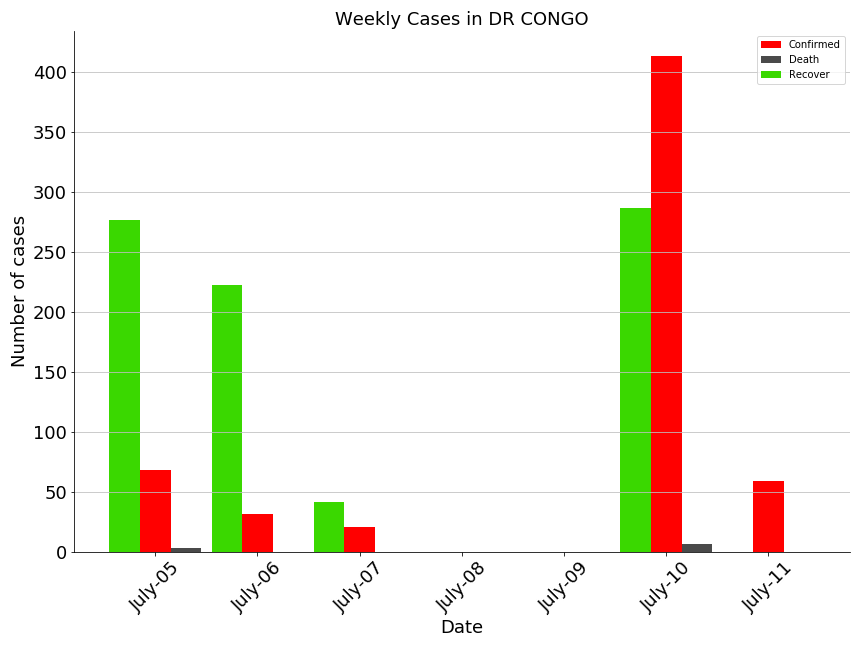 Weekly Cases in DR CONGO
Confirmed
Death
Recover
Number of cases
400
350
300
250
200
150
100
50
0
July-05
July-06
July-07
July-08
July-09
July-10
July-11
Date